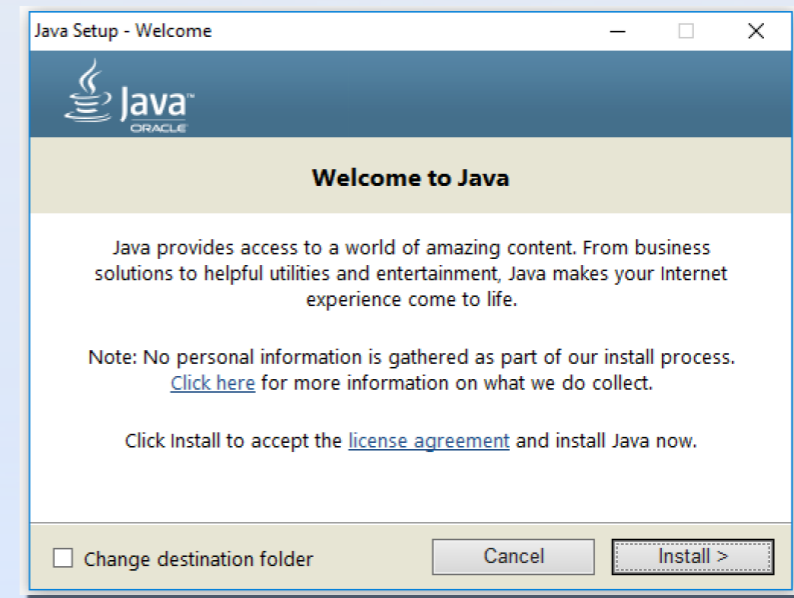 Java Setup - Welcome
Java™
ORACLE
Welcome to Java
Java provides access to a world of amazing content. From business
solutions to helpful utilities and entertainment, Java makes your Internet
experience come to life.
Note: No personal information is gathered as part of our install process.
Click here for more information on what we do collect.
Click Install to accept the license agreement and install Java now.
Change destination folder
Cancel
Install >